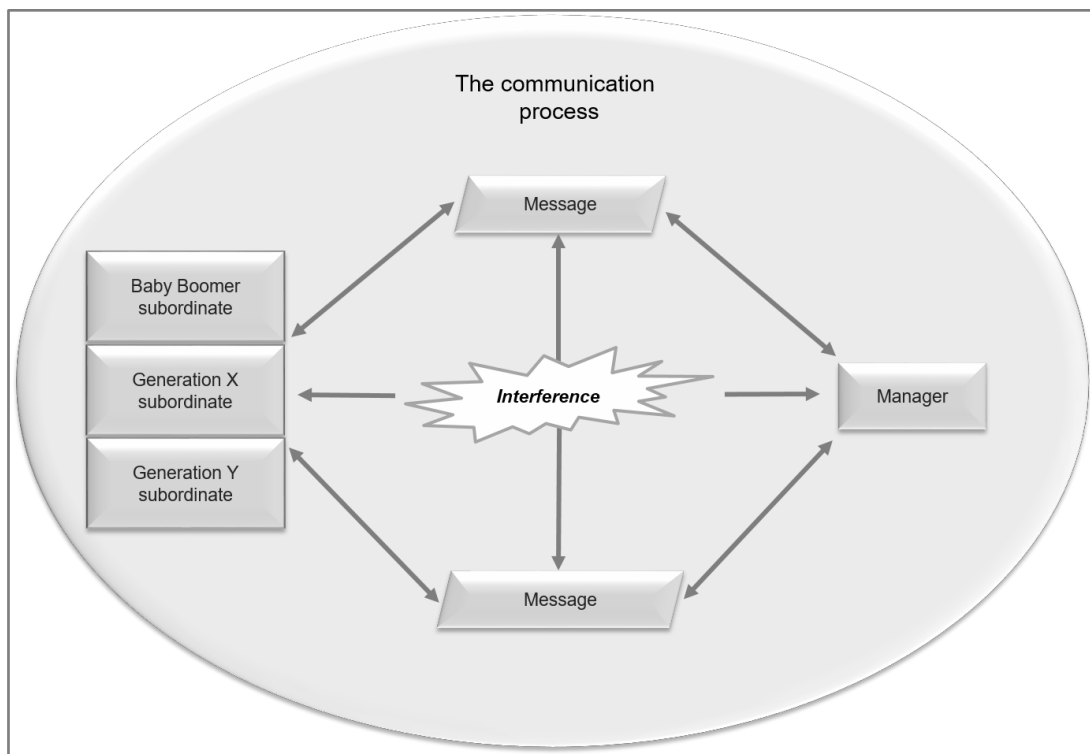 The communication
process
Message
Baby Boomer
subordinate
Generation X
subordinate
Interference
Manager
Generation Y
subordinate
Message